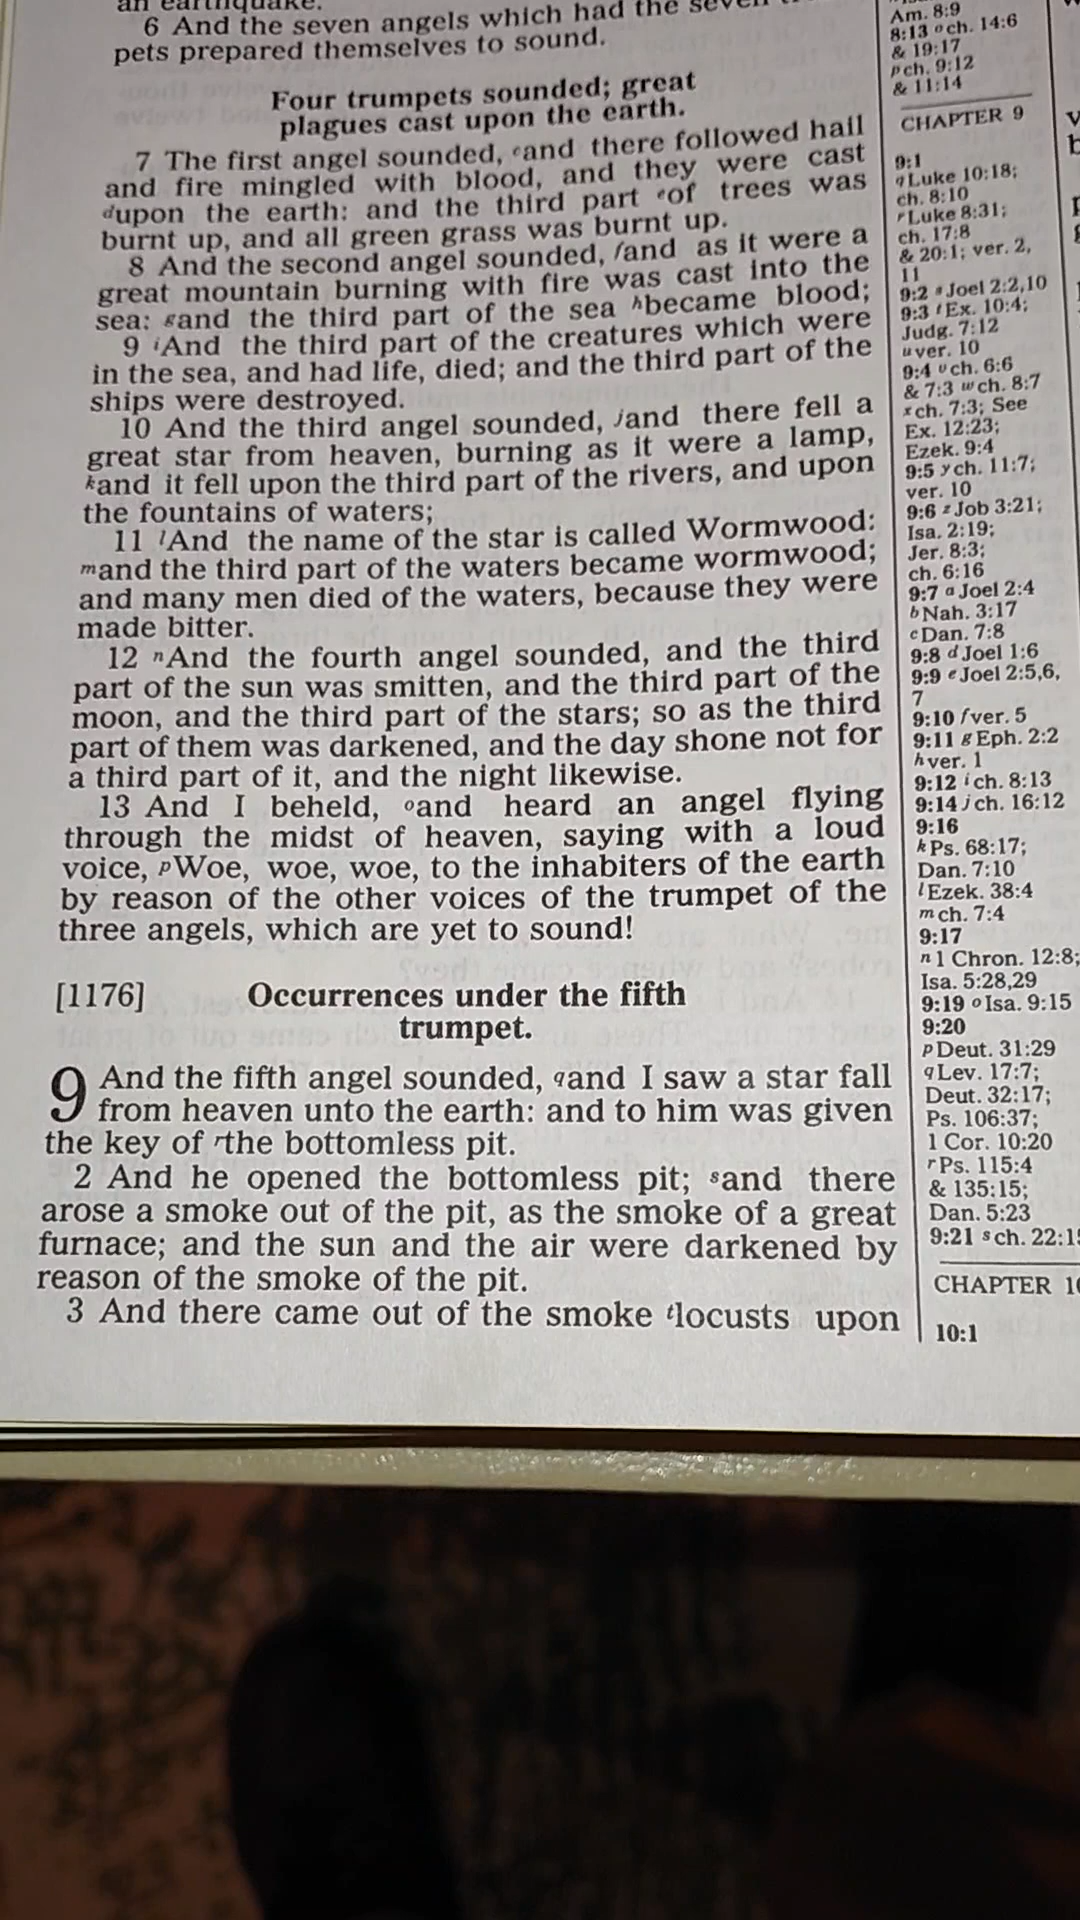 an earthquake.
6 And the seven angels which had the seven
pets prepared themselves to sound.
Four trumpets sounded; great
plagues cast upon the earth.
7 The first angel sounded, cand there followed hail
and fire mingled with blood, and they were cast
dupon the earth: and the third part eof trees was
burnt up, and all green grass was burnt up.
8 And the second angel sounded, fand as it were a
great mountain burning with fire was cast into the
sea: gand the third part of the sea hbecame blood;
9 iAnd the third part of the creatures which were
in the sea, and had life, died; and the third part of the
ships were destroyed.
10 And the third angel sounded, jand there fell a
great star from heaven, burning as it were a lamp,
kand it fell upon the third part of the rivers, and upon
the fountains of waters;
11 lAnd the name of the star is called Wormwood:
mand the third part of the waters became wormwood;
and many men died of the waters, because they were
made bitter.
12 nAnd the fourth angel sounded, and the third
part of the sun was smitten, and the third part of the
moon, and the third part of the stars; so as the third
part of them was darkened, and the day shone not for
a third part of it, and the night likewise.
13 And I beheld, oand heard an angel flying
through the midst of heaven, saying with a loud
voice, pWoe, woe, woe, to the inhabiters of the earth
by reason of the other voices of the trumpet of the
three angels, which are yet to sound!
[1176] Occurrences under the fifth
trumpet.
9 And the fifth angel sounded, qand I saw a star fall
from heaven unto the earth: and to him was given
the key of rthe bottomless pit.
2 And he opened the bottomless pit; sand there
arose a smoke out of the pit, as the smoke of a great
furnace; and the sun and the air were darkened by
reason of the smoke of the pit.
3 And there came out of the smoke tlocusts upon
Am. 8:9
8:13 o ch. 14:6
& 19:17
p ch. 9:12
& 11:14
CHAPTER 9
9:1
q Luke 10:18;
ch. 8:10
r Luke 8:31;
ch. 17:8
& 20:1; ver. 2,
11
9:2 s Joel 2:2,10
9:3 t Ex. 10:4;
Judg. 7:12
u ver. 10
9:4 v ch. 6:6
& 7:3 w ch. 8:7
x ch. 7:3; See
Ex. 12:23;
Ezek. 9:4
9:5 y ch. 11:7;
ver. 10
9:6 z Job 3:21;
Isa. 2:19;
Jer. 8:3;
ch. 6:16
9:7 a Joel 2:4
b Nah. 3:17
c Dan. 7:8
9:8 d Joel 1:6
9:9 e Joel 2:5,6,
7
9:10 f ver. 5
9:11 g Eph. 2:2
h ver. 1
9:12 i ch. 8:13
9:14 j ch. 16:12
9:16
k Ps. 68:17;
Dan. 7:10
l Ezek. 38:4
m ch. 7:4
9:17
n 1 Chron. 12:8;
Isa. 5:28,29
9:19 o Isa. 9:15
9:20
p Deut. 31:29
q Lev. 17:7;
Deut. 32:17;
Ps. 106:37;
1 Cor. 10:20
r Ps. 115:4
& 135:15;
Dan. 5:23
9:21 s ch. 22:15
CHAPTER 10
10:1